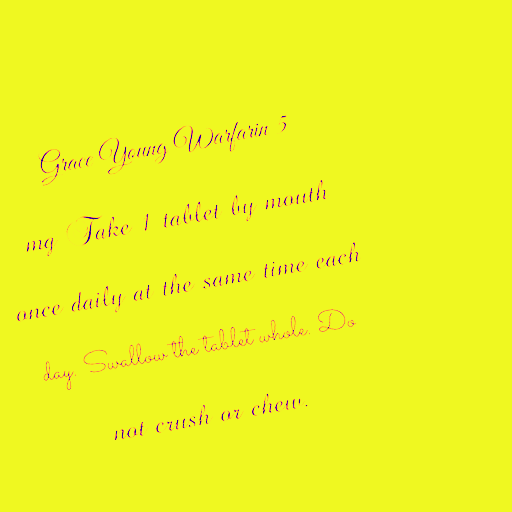 Grace Young Warfarin 5
mg Take 1 tablet by mouth
once daily at the same time each
day. Swallow the tablet whole. Do
not crush or chew.